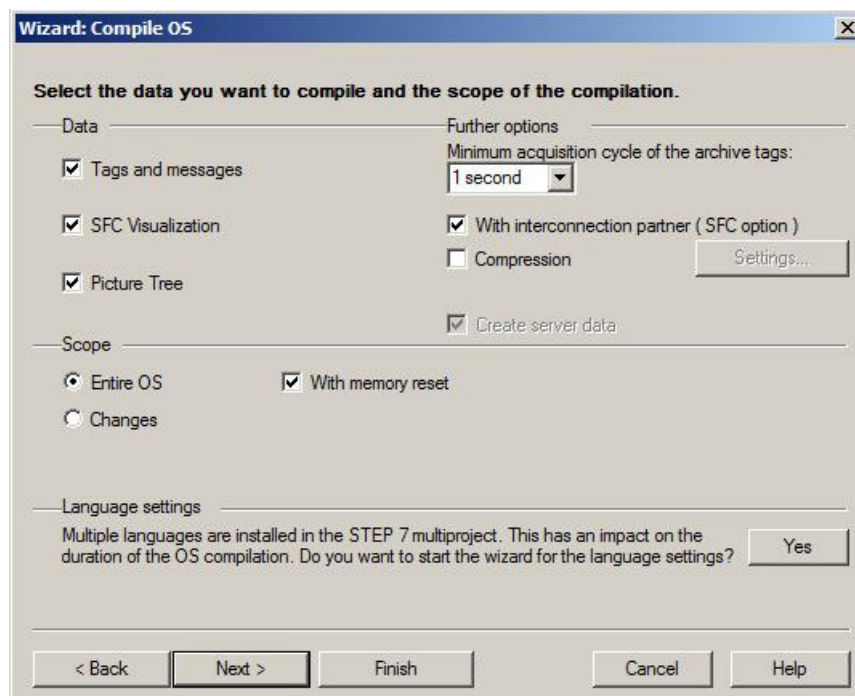 Wizard: Compile OS
Select the data you want to compile and the scope of the compilation.
Data
Tags and messages
SFC Visualization
Picture Tree
Further options
Minimum acquisition cycle of the archive tags:
1 second
With interconnection partner ( SFC option )
Compression
Settings...
Create server data
Scope
Entire OS
With memory reset
Changes
Language settings
Multiple languages are installed in the STEP 7 multiproject. This has an impact on the
duration of the OS compilation. Do you want to start the wizard for the language settings?
Yes
< Back
Next >
Finish
Cancel
Help